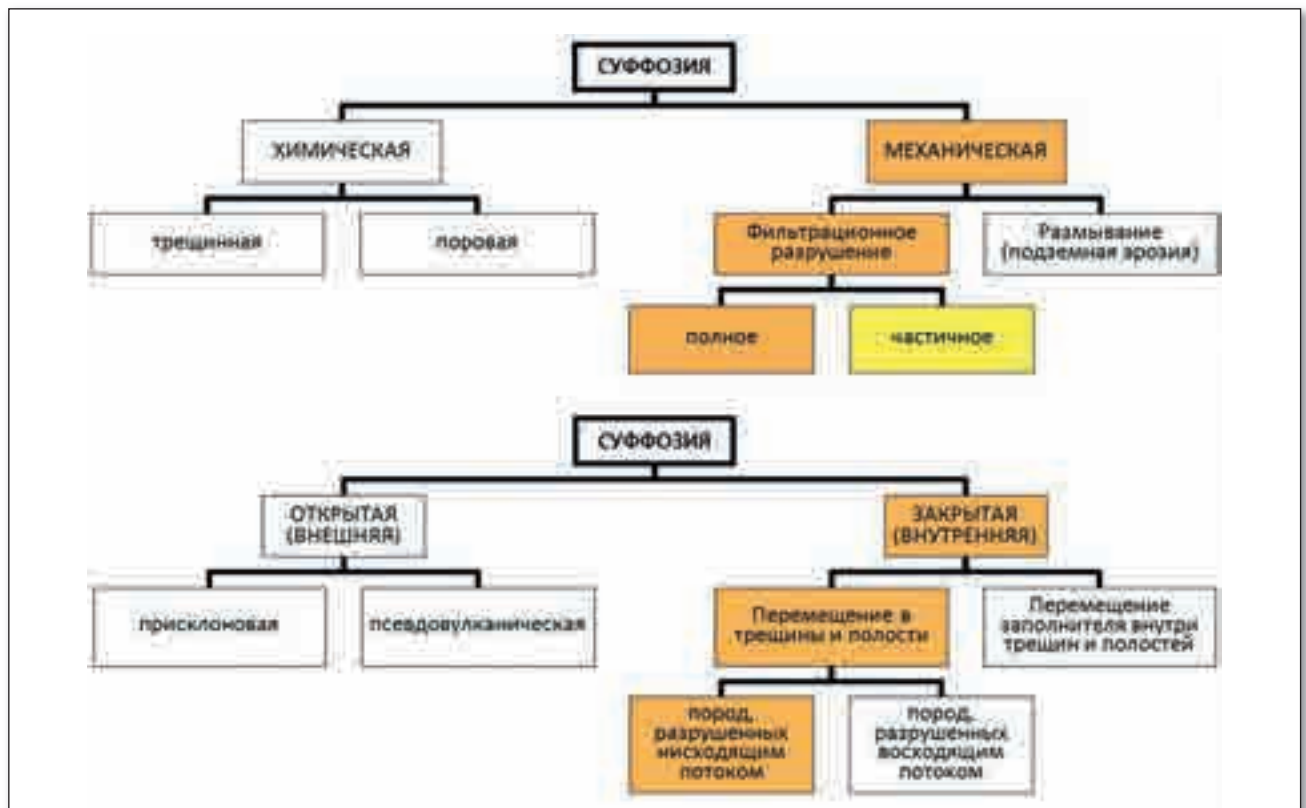 СУФФОЗИЯ
ХИМИЧЕСКАЯ
МЕХАНИЧЕСКАЯ
трещинная
поровая
Фильтрационное
разрушение
Размывание
(подземная эрозия)
полное
частичное
СУФФОЗИЯ
ОТКРЫТАЯ
(ВНЕШНЯЯ)
ЗАКРЫТАЯ
(ВНУТРЕННЯЯ)
присклоновая
псевдовулканическая
Перемещение в
трещины и полости
Перемещение
заполнителя внутри
трещин и полостей
пород,
разрушенных
нисходящим
потоком
пород,
разрушенных
восходящим
потоком